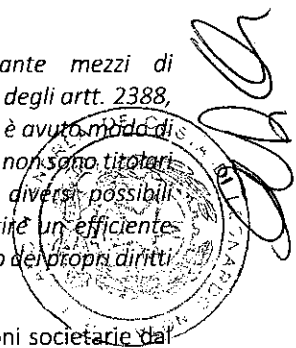 ante mezzi di
degli artt. 2388,
è avuto modo di
non sono titolari
diversi possibili
tire un efficiente
o dei propri diritti
oni societarie dal